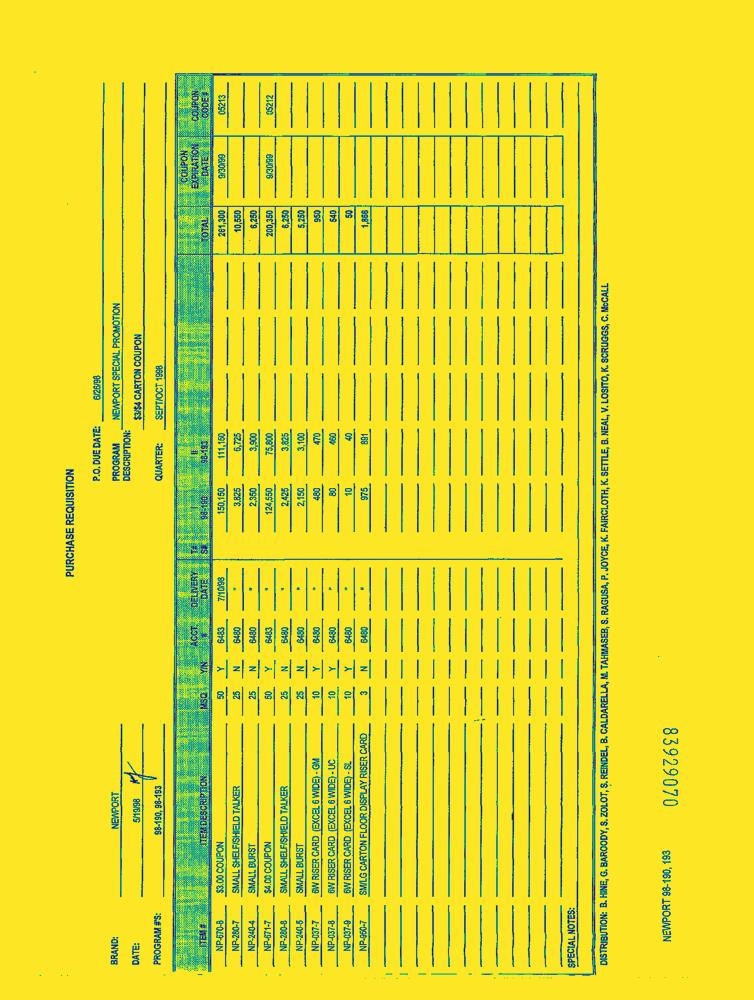 PURCHASE REQUISITION
BRAND: NEWPORT P.O. DUE DATE: 6/26/98
DATE: 5/19/98 PROGRAM DESCRIPTION: NEWPORT SPECIAL PROMOTION
$3/$4 CARTON COUPON
PROGRAM #'S: 98-190, 98-193 QUARTER: SEPT/OCT 1998
ITEM # ITEM DESCRIPTION MSQ Y/N ACCT. # DELIVERY DATE T# S# I 98-190 II 98-193 TOTAL COUPON EXPIRATION DATE COUPON CODE #
NP-670-8 $3.00 COUPON 50 Y 6483 7/10/98 150,150 111,150 261,300 9/30/99 05213
NP-280-7 SMALL SHELF/SHIELD TALKER 25 N 6480 " 3,825 6,725 10,550
NP-240-4 SMALL BURST 25 N 6480 " 2,350 3,900 6,250
NP-671-7 $4.00 COUPON 50 Y 6483 " 124,550 75,800 200,350 9/30/99 05212
NP-280-8 SMALL SHELF/SHIELD TALKER 25 N 6480 " 2,425 3,825 6,250
NP-240-5 SMALL BURST 25 N 6480 " 2,150 3,100 5,250
NP-037-7 6W RISER CARD (EXCEL 6 WIDE) - GM 10 Y 6480 " 480 470 950
NP-037-8 6W RISER CARD (EXCEL 6 WIDE) - UC 10 Y 6480 " 80 460 540
NP-037-9 6W RISER CARD (EXCEL 6 WIDE) - SL 10 Y 6480 " 10 40 50
NP-960-7 SM/LG CARTON FLOOR DISPLAY RISER CARD 3 N 6480 " 975 891 1,866
SPECIAL NOTES:
DISTRIBUTION: B. HINE, G. BAROODY, S. ZOLOT, S. REINDEL, B. CALDARELLA, M. TAHMASEB, S. RAGUSA, P. JOYCE, K. FAIRCLOTH, K. SETTLE, B. NEAL, V. LOSITO, K. SCRUGGS, C. McCALL
NEWPORT 98-190, 193
83929070